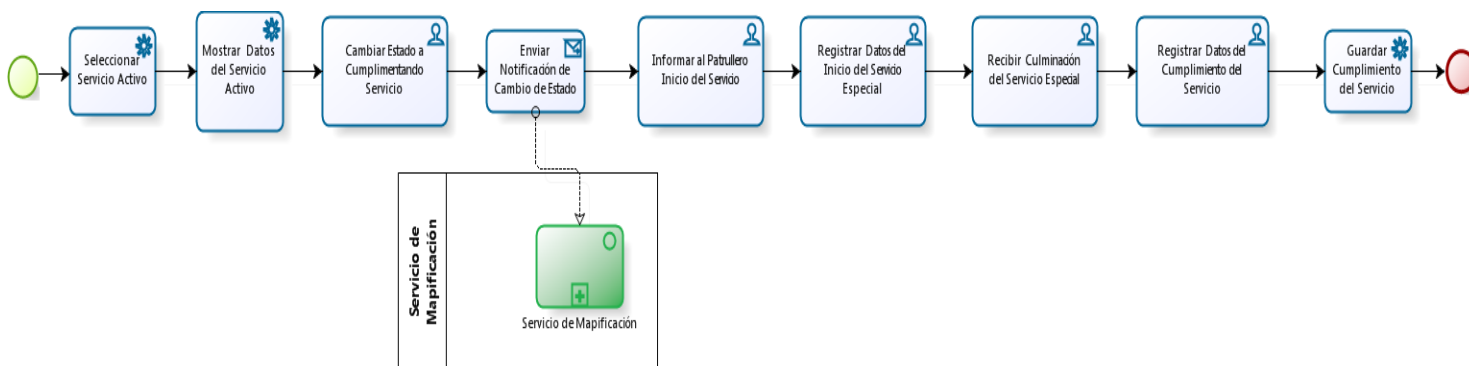 Seleccionar
Servicio Activo
Mostrar Datos
del Servicio
Activo
Cambiar Estado a
Cumplimentando
Servicio
Enviar
Notificación de
Cambio de Estado
Informar al Patrullero
Inicio del Servicio
Registrar Datos del
Inicio del Servicio
Especial
Recibir Culminación
del Servicio Especial
Registrar Datos del
Cumplimiento del
Servicio
Guardar
Cumplimiento
del Servicio
Servicio de
Mapificación
Servicio de Mapificación